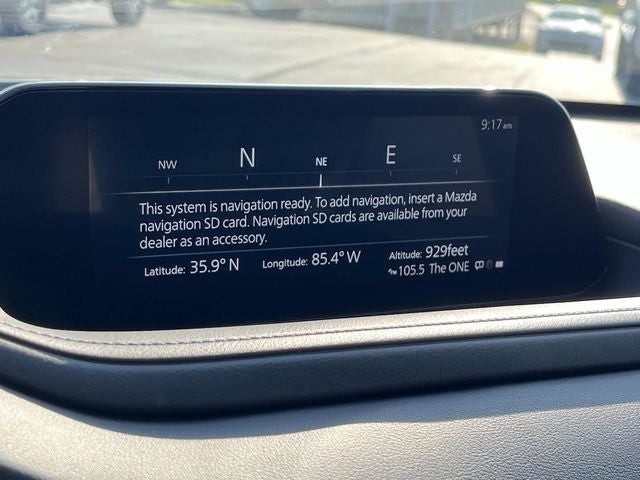 9:17am
NW N NE E SE
This system is navigation ready. To add navigation, insert a Mazda
navigation SD card. Navigation SD cards are available from your
dealer as an accessory.
Latitude: 35.9° N Longitude: 85.4° W Altitude: 929feet
FM 105.5 The ONE